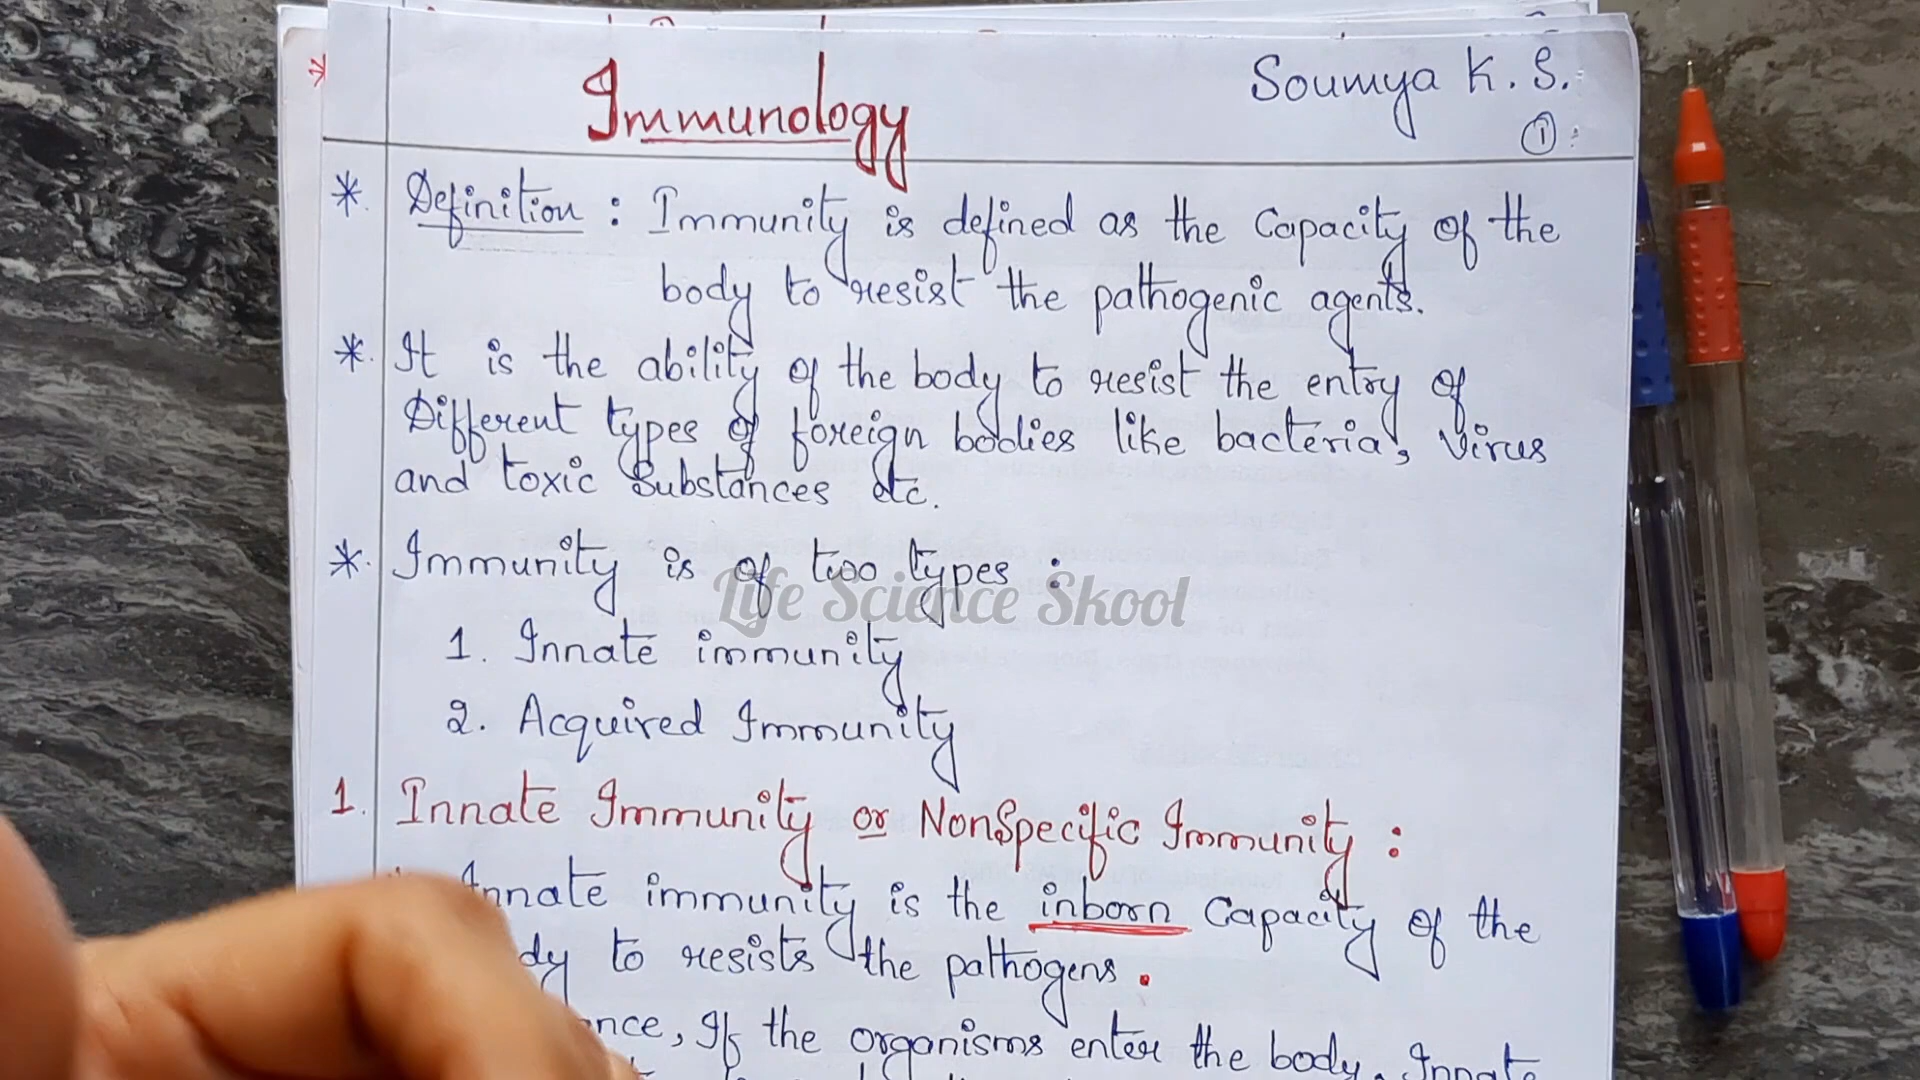 Immunology
Soumya K. S.
1
* Definition : Immunity is defined as the Capacity of the
body to resist the pathogenic agents.
* It is the ability of the body to resist the entry of
Different types of foreign bodies like bacteria, Virus
and toxic Substances etc.
* Immunity is of two types :
Life Science Skool
1. Innate immunity
2. Acquired Immunity
1. Innate Immunity or NonSpecific Immunity :
Innate immunity is the inborn Capacity of the
dy to resists the pathogens.
nce, If the organisms enter the body, Innate